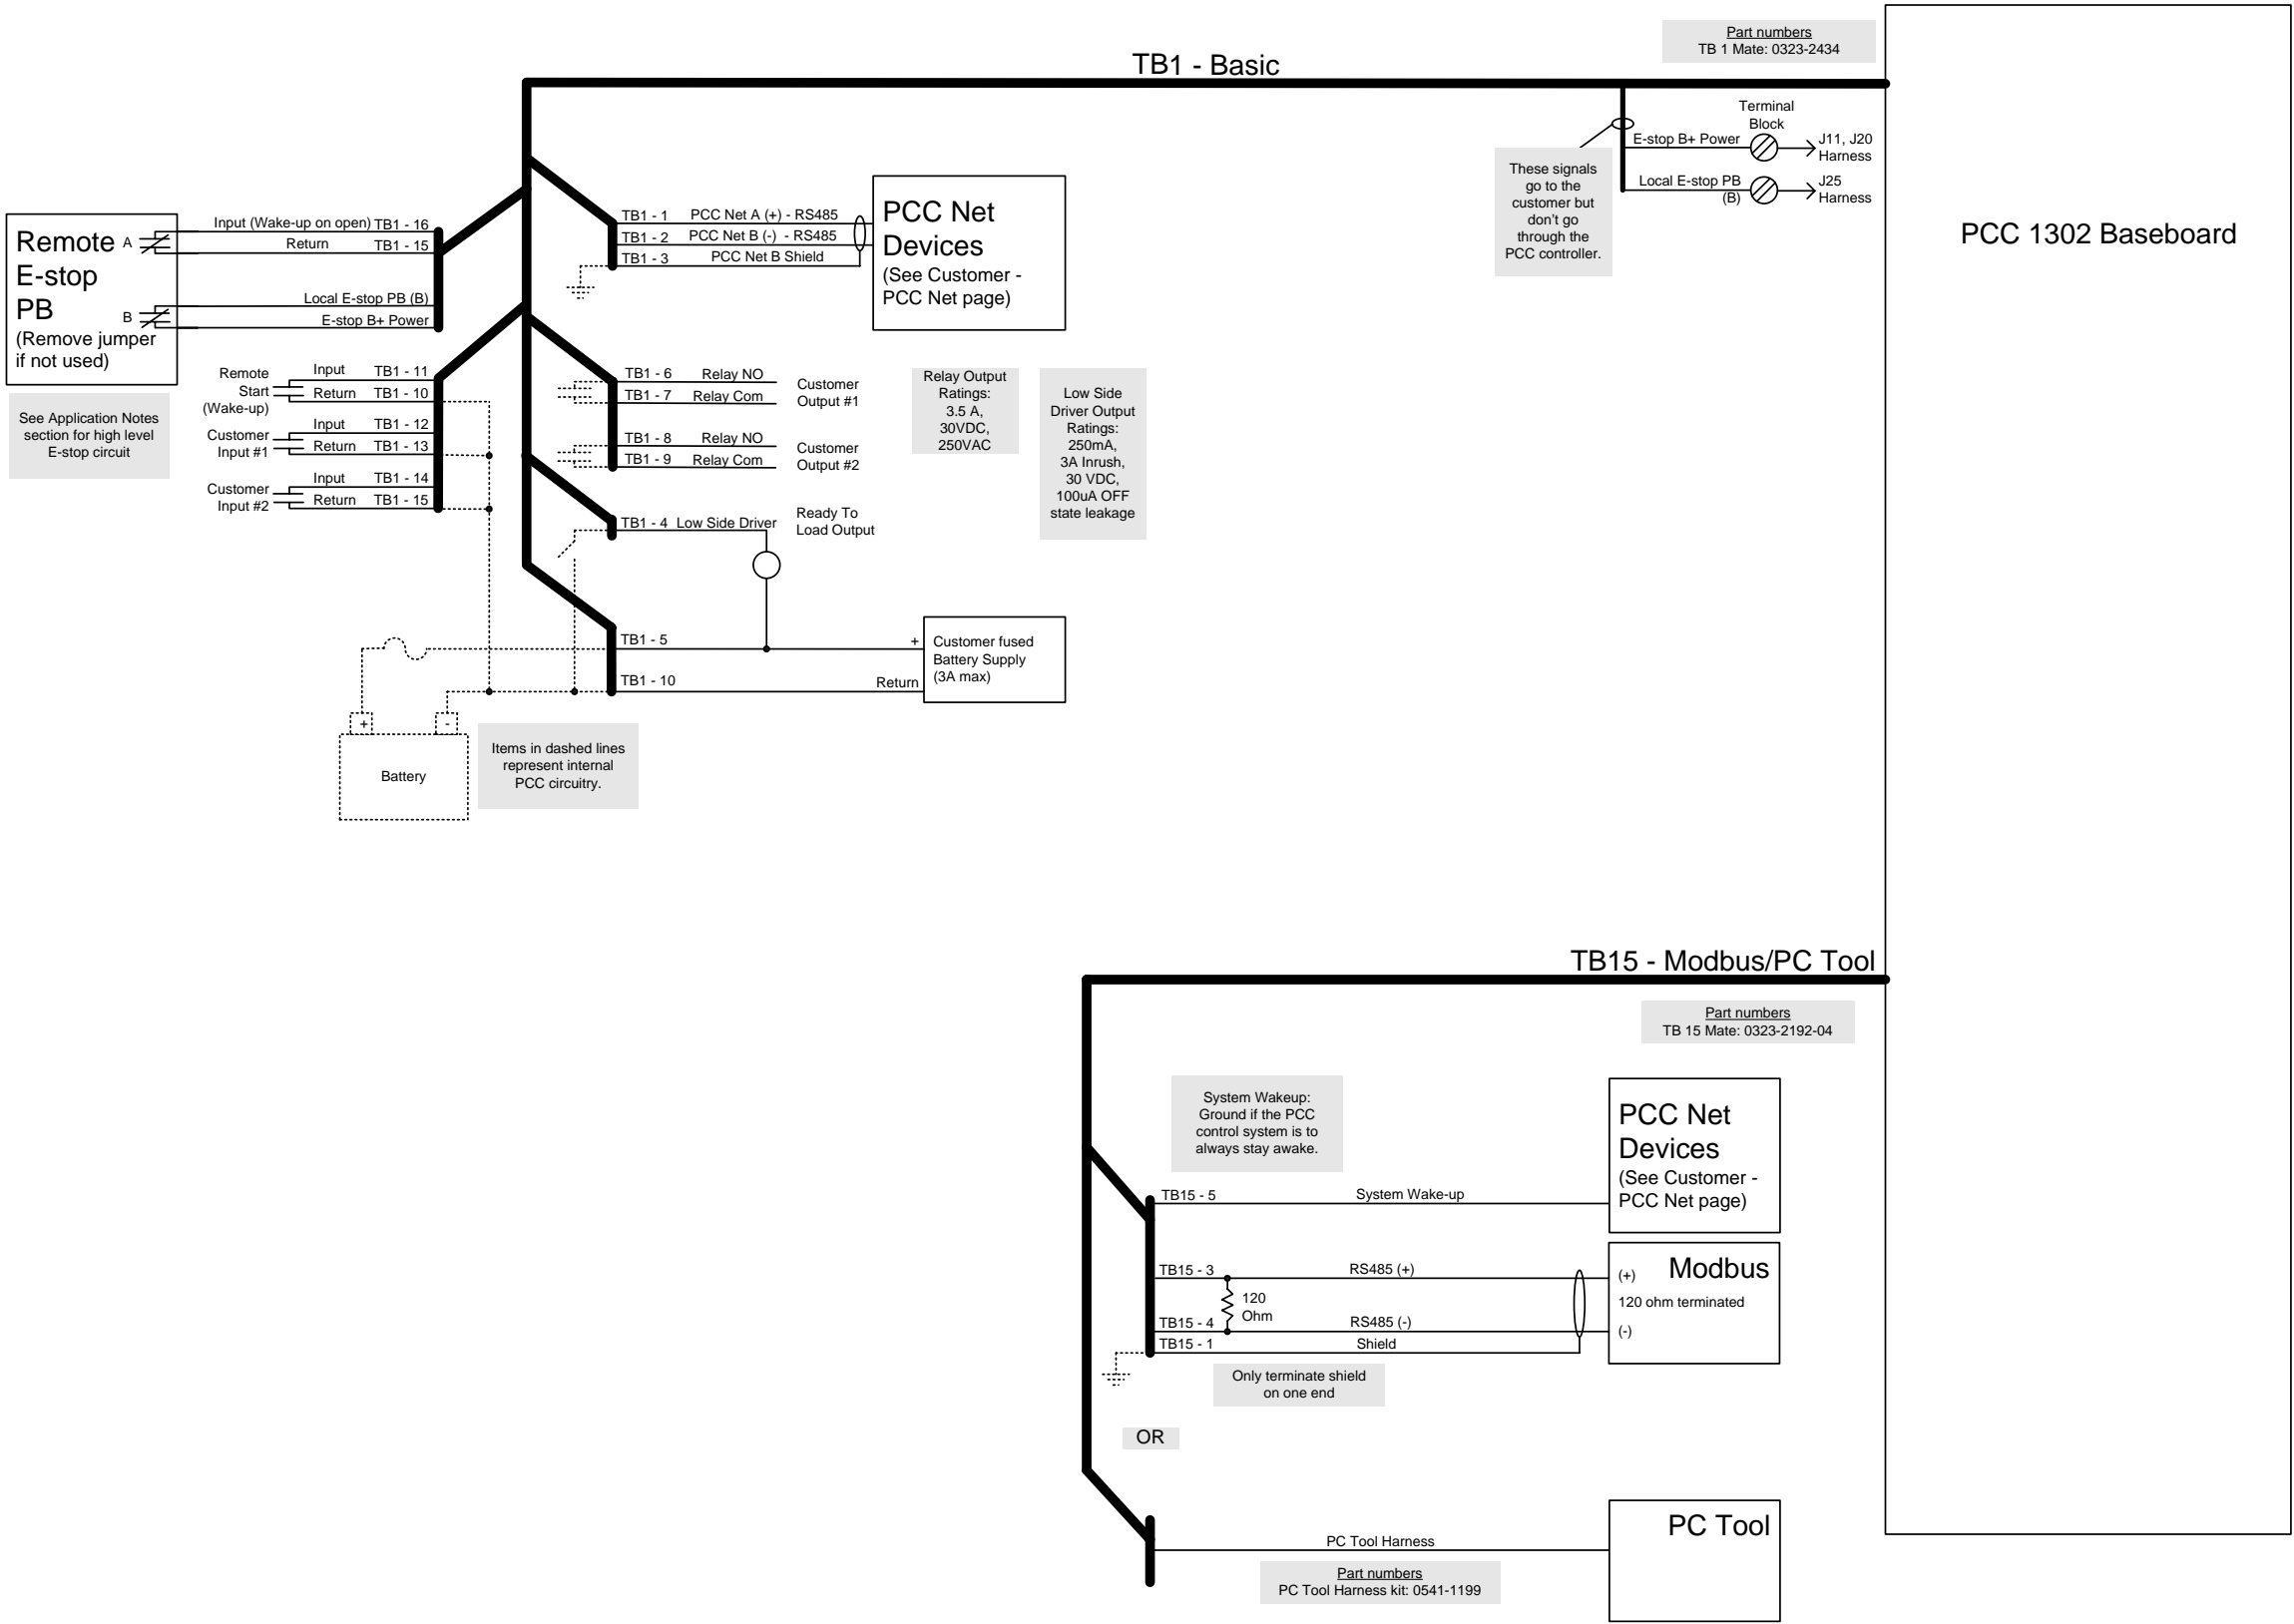 Part numbers
TB 1 Mate: 0323-2434
TB1 - Basic
Terminal
Block
E-stop B+ Power
J11, J20
Harness
Local E-stop PB
(B)
J25
Harness
These signals
go to the
customer but
don't go
through the
PCC controller.
PCC 1302 Baseboard
Remote
E-stop
PB
(Remove jumper
if not used)
A
B
Input (Wake-up on open)
TB1 - 16
Return
TB1 - 15
Local E-stop PB (B)
E-stop B+ Power
See Application Notes
section for high level
E-stop circuit
Remote
Start
(Wake-up)
Input
TB1 - 11
Return
TB1 - 10
Customer
Input #1
Input
TB1 - 12
Return
TB1 - 13
Customer
Input #2
Input
TB1 - 14
Return
TB1 - 15
TB1 - 1
PCC Net A (+) - RS485
TB1 - 2
PCC Net B (-) - RS485
TB1 - 3
PCC Net B Shield
PCC Net
Devices
(See Customer -
PCC Net page)
TB1 - 6
Relay NO
TB1 - 7
Relay Com
Customer
Output #1
TB1 - 8
Relay NO
TB1 - 9
Relay Com
Customer
Output #2
Relay Output
Ratings:
3.5 A,
30VDC,
250VAC
Low Side
Driver Output
Ratings:
250mA,
3A Inrush,
30 VDC,
100uA OFF
state leakage
TB1 - 4
Low Side Driver
Ready To
Load Output
TB1 - 5
+
TB1 - 10
Return
Customer fused
Battery Supply
(3A max)
+
-
Battery
Items in dashed lines
represent internal
PCC circuitry.
TB15 - Modbus/PC Tool
Part numbers
TB 15 Mate: 0323-2192-04
System Wakeup:
Ground if the PCC
control system is to
always stay awake.
PCC Net
Devices
(See Customer -
PCC Net page)
TB15 - 5
System Wake-up
TB15 - 3
RS485 (+)
120
Ohm
TB15 - 4
RS485 (-)
TB15 - 1
Shield
(+)
Modbus
120 ohm terminated
(-)
Only terminate shield
on one end
OR
PC Tool Harness
PC Tool
Part numbers
PC Tool Harness kit: 0541-1199